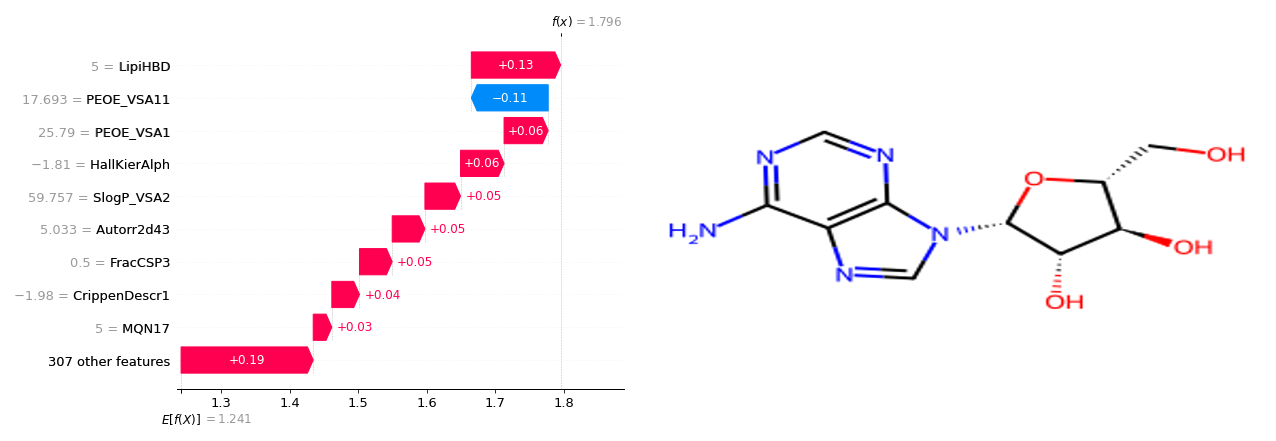 f(x) = 1.796
5 = LipiHBD
+0.13
17.693 = PEOE_VSA11
−0.11
25.79 = PEOE_VSA1
+0.06
−1.81 = HallKierAlph
+0.06
59.757 = SlogP_VSA2
+0.05
5.033 = Autorr2d43
+0.05
0.5 = FracCSP3
+0.05
−1.98 = CrippenDescr1
+0.04
5 = MQN17
+0.03
307 other features
+0.19
1.3 1.4 1.5 1.6 1.7 1.8
E[f(X)] = 1.241
N
N
H2N
N
N
O
OH
OH
OH